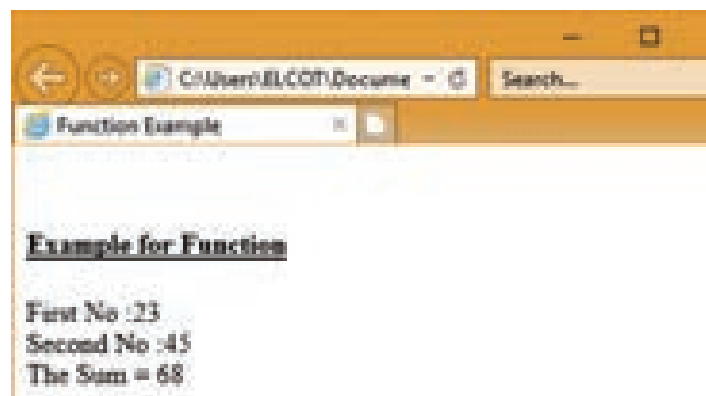 C:\Users\ELCOT\Docume
Search...
Function Example
Example for Function
First No :23
Second No :45
The Sum = 68